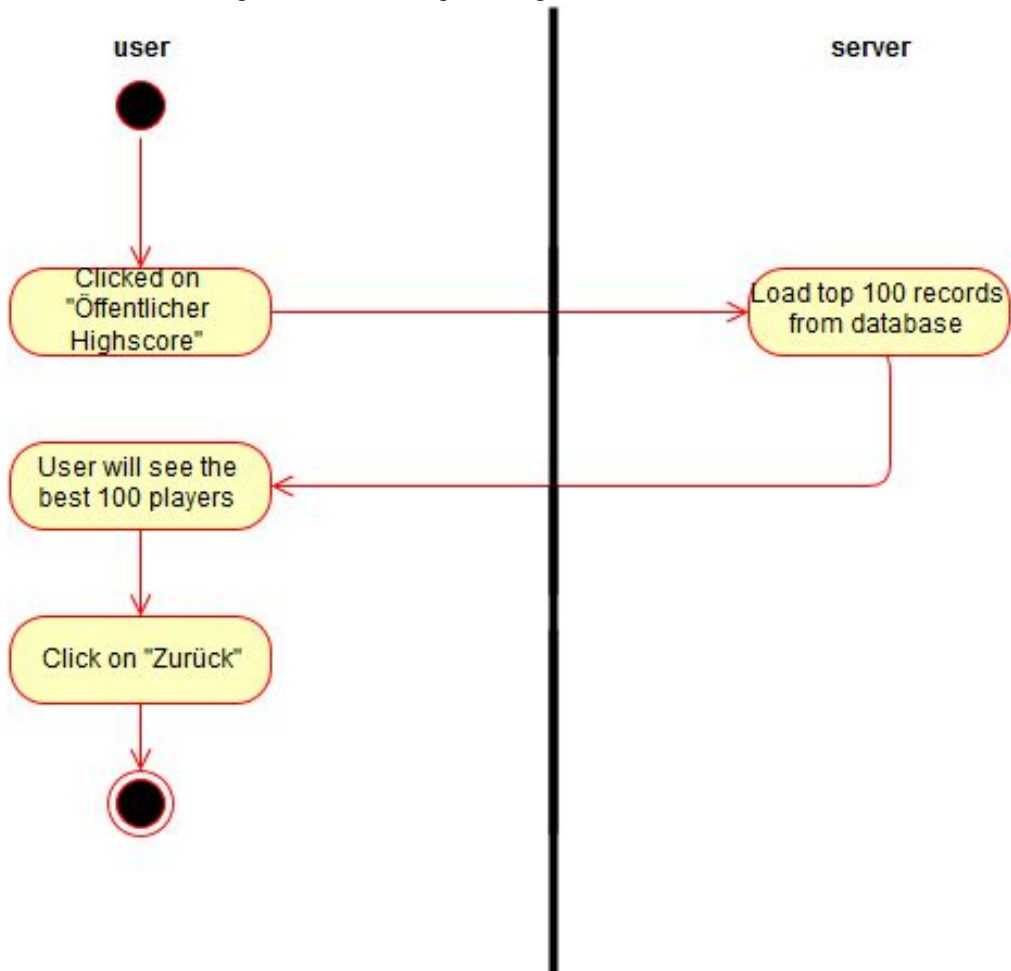 user
server
Clicked on
"Öffentlicher
Highscore"
Load top 100 records
from database
User will see the
best 100 players
Click on "Zurück"